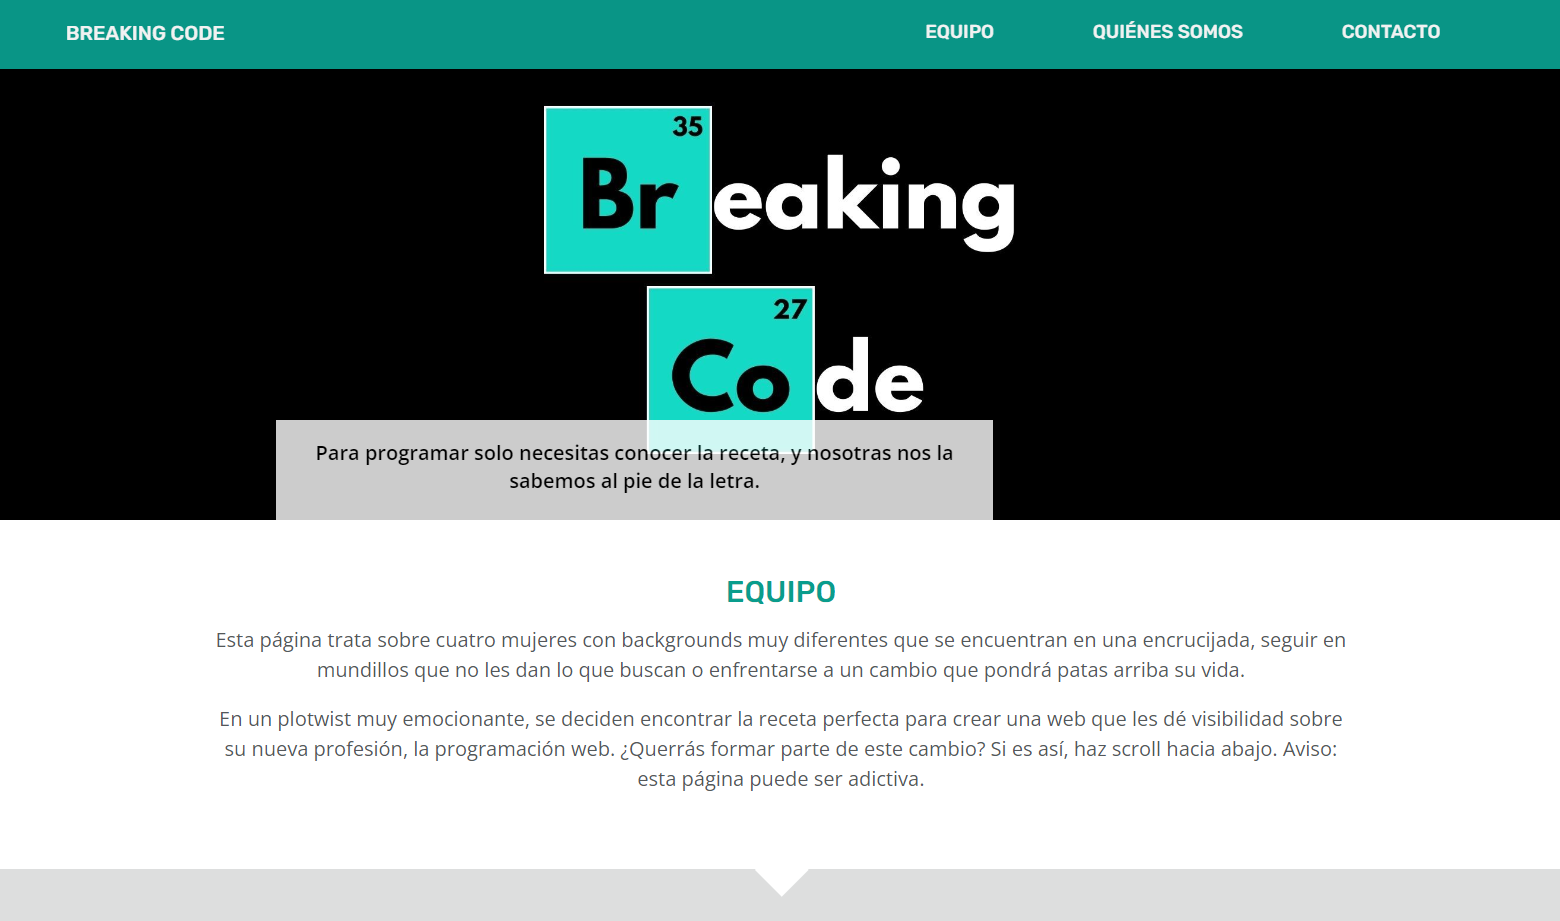 BREAKING CODE
EQUIPO
QUIÉNES SOMOS
CONTACTO
35
Breaking
27
Code
Para programar solo necesitas conocer la receta, y nosotras nos la
sabemos al pie de la letra.
EQUIPO
Esta página trata sobre cuatro mujeres con backgrounds muy diferentes que se encuentran en una encrucijada, seguir en
mundillos que no les dan lo que buscan o enfrentarse a un cambio que pondrá patas arriba su vida.
En un plotwist muy emocionante, se deciden encontrar la receta perfecta para crear una web que les dé visibilidad sobre
su nueva profesión, la programación web. ¿Querrás formar parte de este cambio? Si es así, haz scroll hacia abajo. Aviso:
esta página puede ser adictiva.